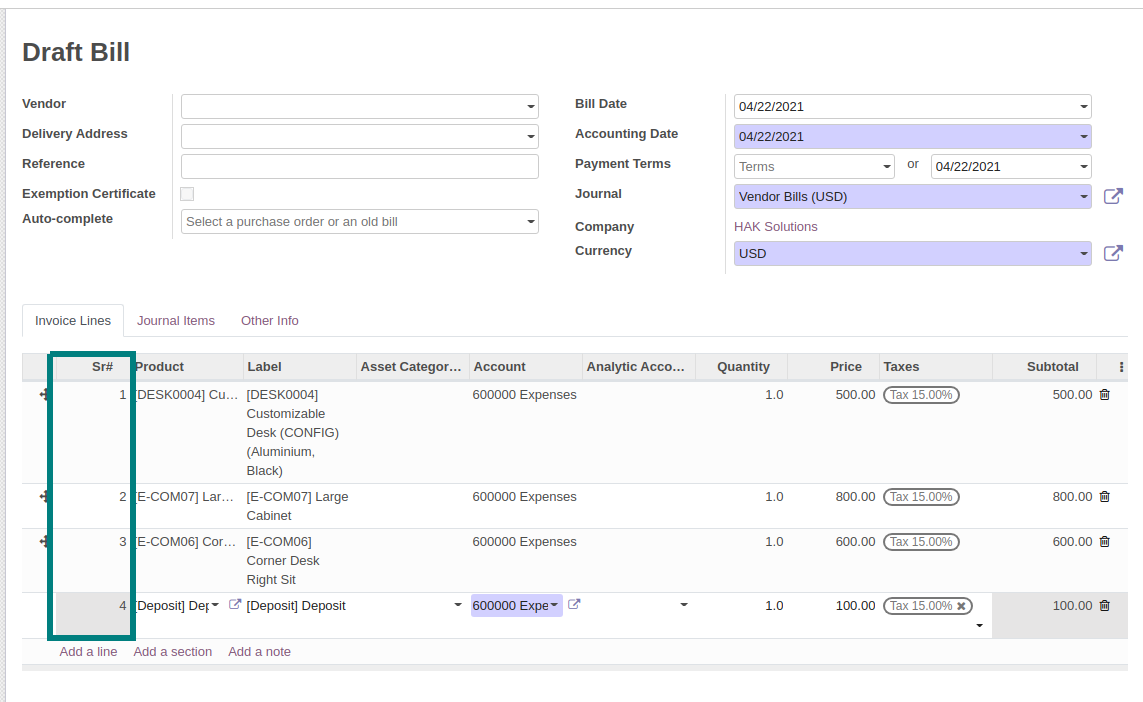 Draft Bill
Vendor
Delivery Address
Reference
Exemption Certificate
Auto-complete Select a purchase order or an old bill
Bill Date 04/22/2021
Accounting Date 04/22/2021
Payment Terms Terms or 04/22/2021
Journal Vendor Bills (USD)
Company HAK Solutions
Currency USD
Invoice Lines Journal Items Other Info
Sr# Product Label Asset Categor... Account Analytic Acco... Quantity Price Taxes Subtotal
1 [DESK0004] Cu... [DESK0004] 600000 Expenses 1.0 500.00 Tax 15.00% 500.00
Customizable
Desk (CONFIG)
(Aluminium,
Black)
2 [E-COM07] Lar... [E-COM07] Large 600000 Expenses 1.0 800.00 Tax 15.00% 800.00
Cabinet
3 [E-COM06] Cor... [E-COM06] 600000 Expenses 1.0 600.00 Tax 15.00% 600.00
Corner Desk
Right Sit
4 [Deposit] Dep [Deposit] Deposit 600000 Expe 1.0 100.00 Tax 15.00% 100.00
Add a line Add a section Add a note